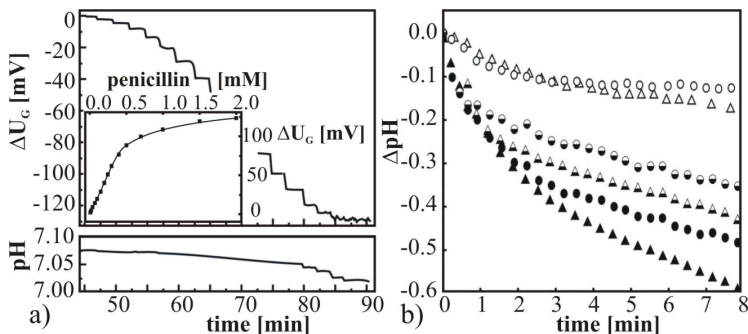 a)
ΔU_G [mV]
0
-20
-40
-60
-80
-100
-120
penicillin [mM]
0.0 0.5 1.0 1.5 2.0
100 ΔU_G [mV]
50
0
pH
7.10
7.05
7.00
50 60 70 80 90
time [min]
b)
ΔpH
0.0
-0.1
-0.2
-0.3
-0.4
-0.5
-0.6
0 1 2 3 4 5 6 7 8
time [min]